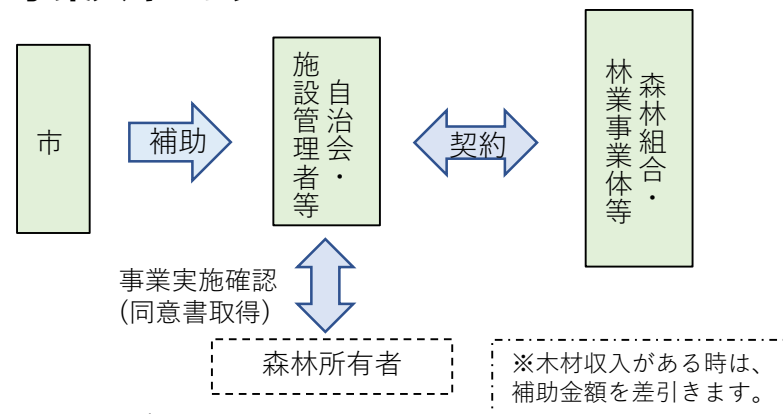 市
補助
自治会・
施設管理者等
契約
森林組合・
林業事業体等
事業実施確認
(同意書取得)
森林所有者
※木材収入がある時は、
補助金額を差引きます。